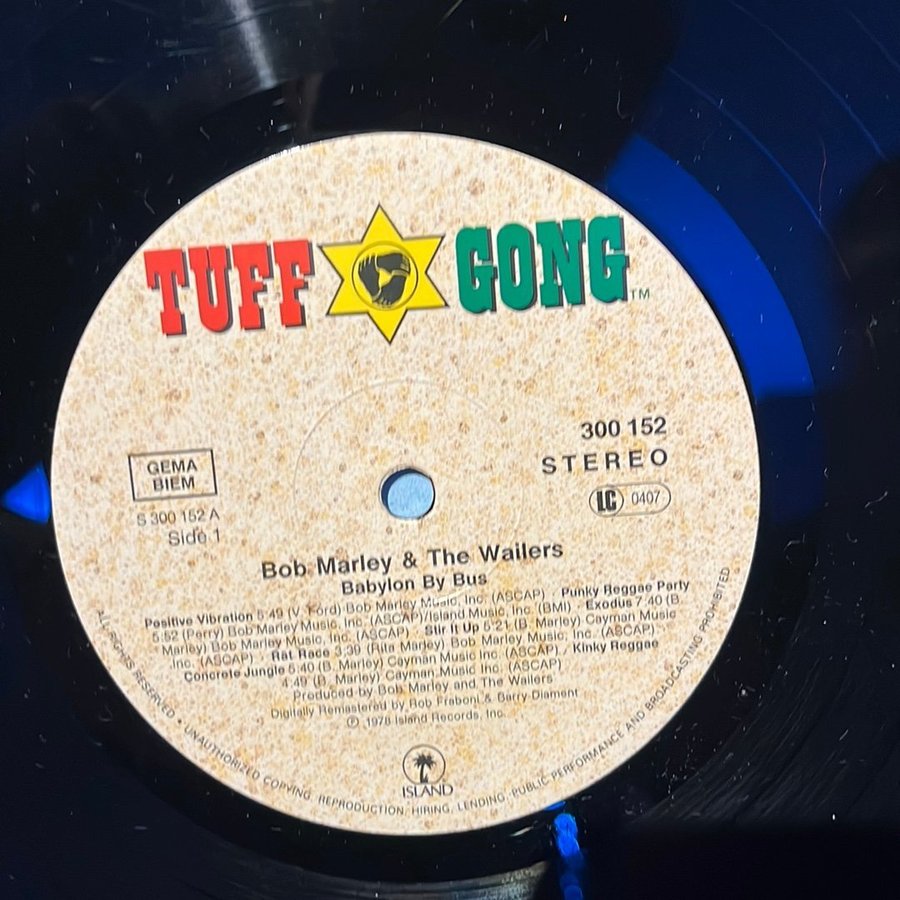 TUFF GONG TM
300 152
STEREO
LC 0407
GEMA
BIEM
S 300 152 A
Side 1
Bob Marley & The Wailers
Babylon By Bus
Positive Vibration 5:49 (V. Ford) Bob Marley Music, Inc. (ASCAP) Punky Reggae Party
5:52 (Perry) Bob Marley Music, Inc. (ASCAP)/Island Music, Inc. (BMI) Exodus 7:40 (B.
Marley) Bob Marley Music, Inc. (ASCAP) Stir It Up 5:21 (B. Marley) Cayman Music
Inc. (ASCAP) Rat Race 3:39 (Rita Marley) Bob Marley Music, Inc. (ASCAP)
Concrete Jungle 5:40 (B. Marley) Cayman Music Inc. (ASCAP) / Kinky Reggae
4:49 (B. Marley) Cayman Music Inc. (ASCAP)
Produced by Bob Marley and The Wailers
Digitally Remastered by Rob Fraboni & Barry Diament
℗ 1978 Island Records, Inc.
ISLAND
ALL RIGHTS RESERVED • UNAUTHORIZED COPYING, REPRODUCTION, HIRING, LENDING, PUBLIC PERFORMANCE AND BROADCASTING PROHIBITED